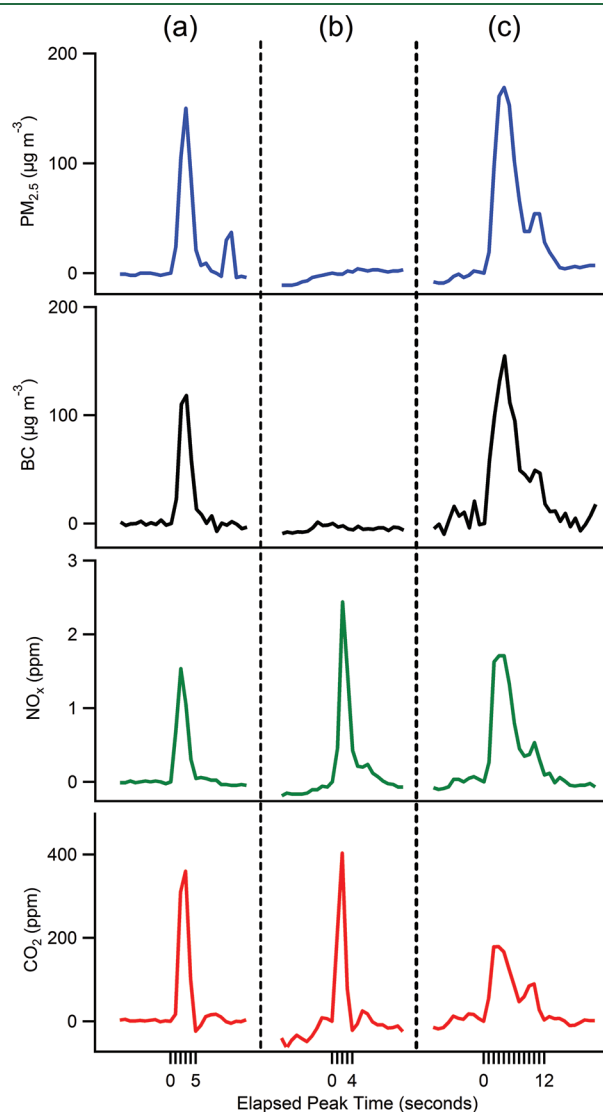 (a) (b) (c)
200
100
0
PM2.5 (µg m-3)
200
100
0
BC (µg m-3)
3
2
1
0
NOx (ppm)
400
200
0
CO2 (ppm)
0 5 0 4 0 12
Elapsed Peak Time (seconds)